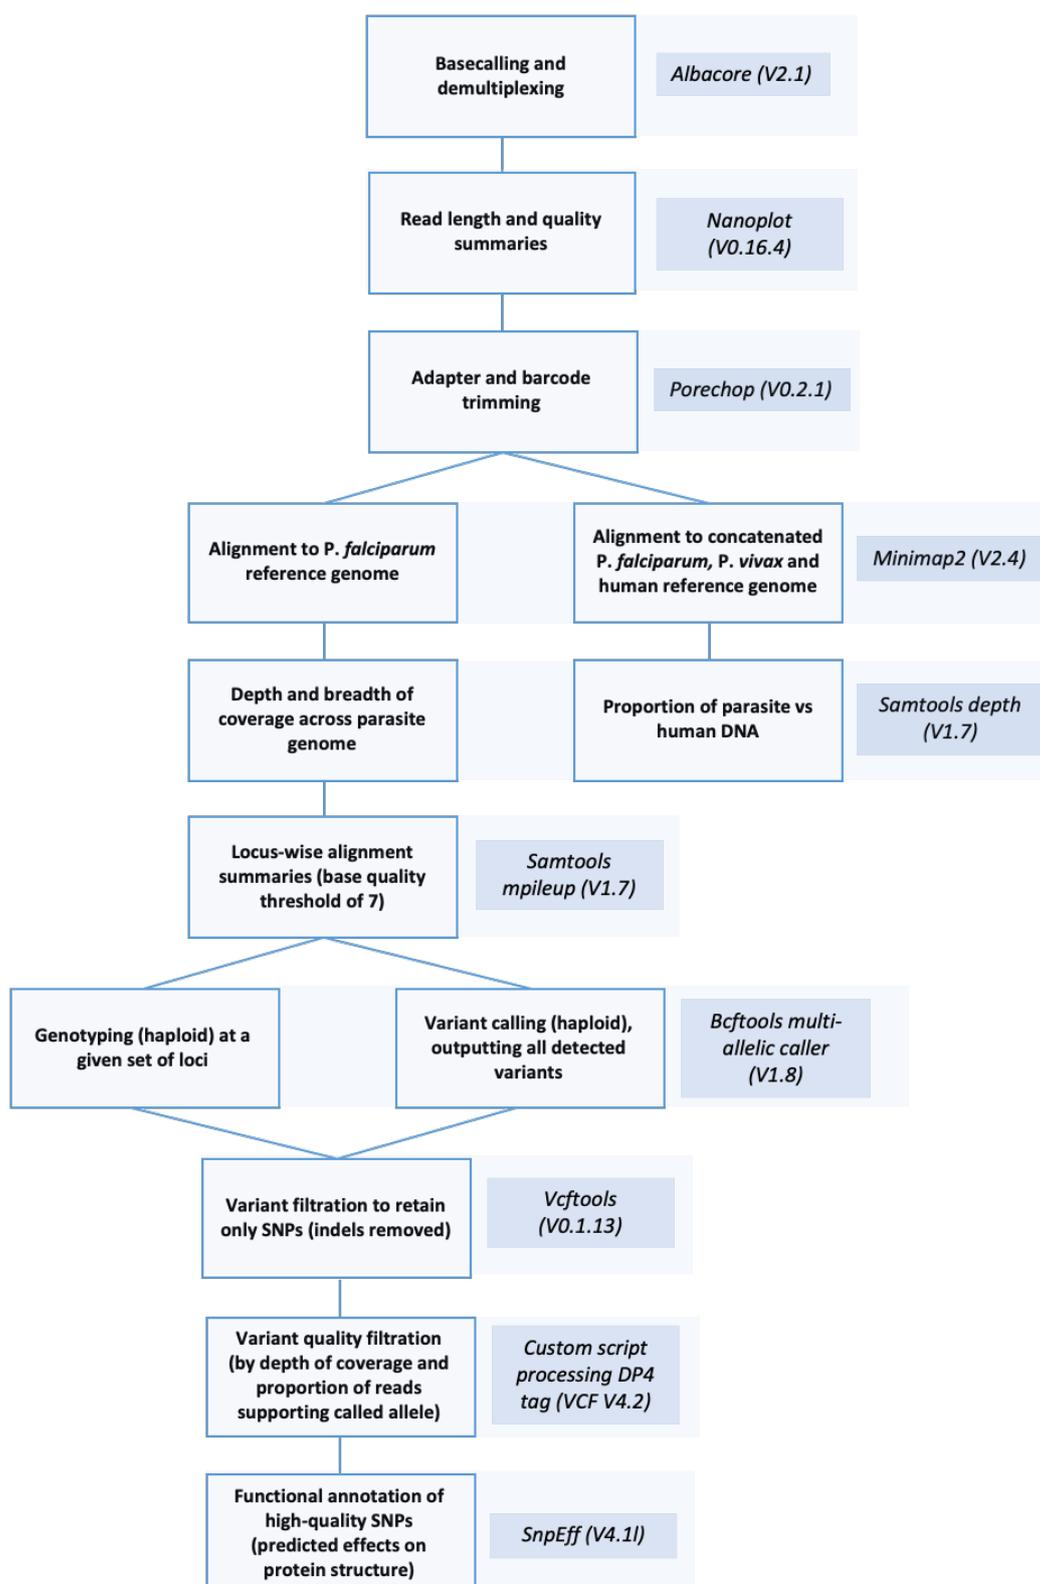 Basecalling and
demultiplexing
Albacore (V2.1)
Read length and quality
summaries
Nanoplot
(V0.16.4)
Adapter and barcode
trimming
Porechop (V0.2.1)
Alignment to P. falciparum
reference genome
Alignment to concatenated
P. falciparum, P. vivax and
human reference genome
Minimap2 (V2.4)
Depth and breadth of
coverage across parasite
genome
Proportion of parasite vs
human DNA
Samtools depth
(V1.7)
Locus-wise alignment
summaries (base quality
threshold of 7)
Samtools
mpileup (V1.7)
Genotyping (haploid) at a
given set of loci
Variant calling (haploid),
outputting all detected
variants
Bcftools multi-
allelic caller
(V1.8)
Variant filtration to retain
only SNPs (indels removed)
Vcftools
(V0.1.13)
Variant quality filtration
(by depth of coverage and
proportion of reads
supporting called allele)
Custom script
processing DP4
tag (VCF V4.2)
Functional annotation of
high-quality SNPs
(predicted effects on
protein structure)
SnpEff (V4.1l)